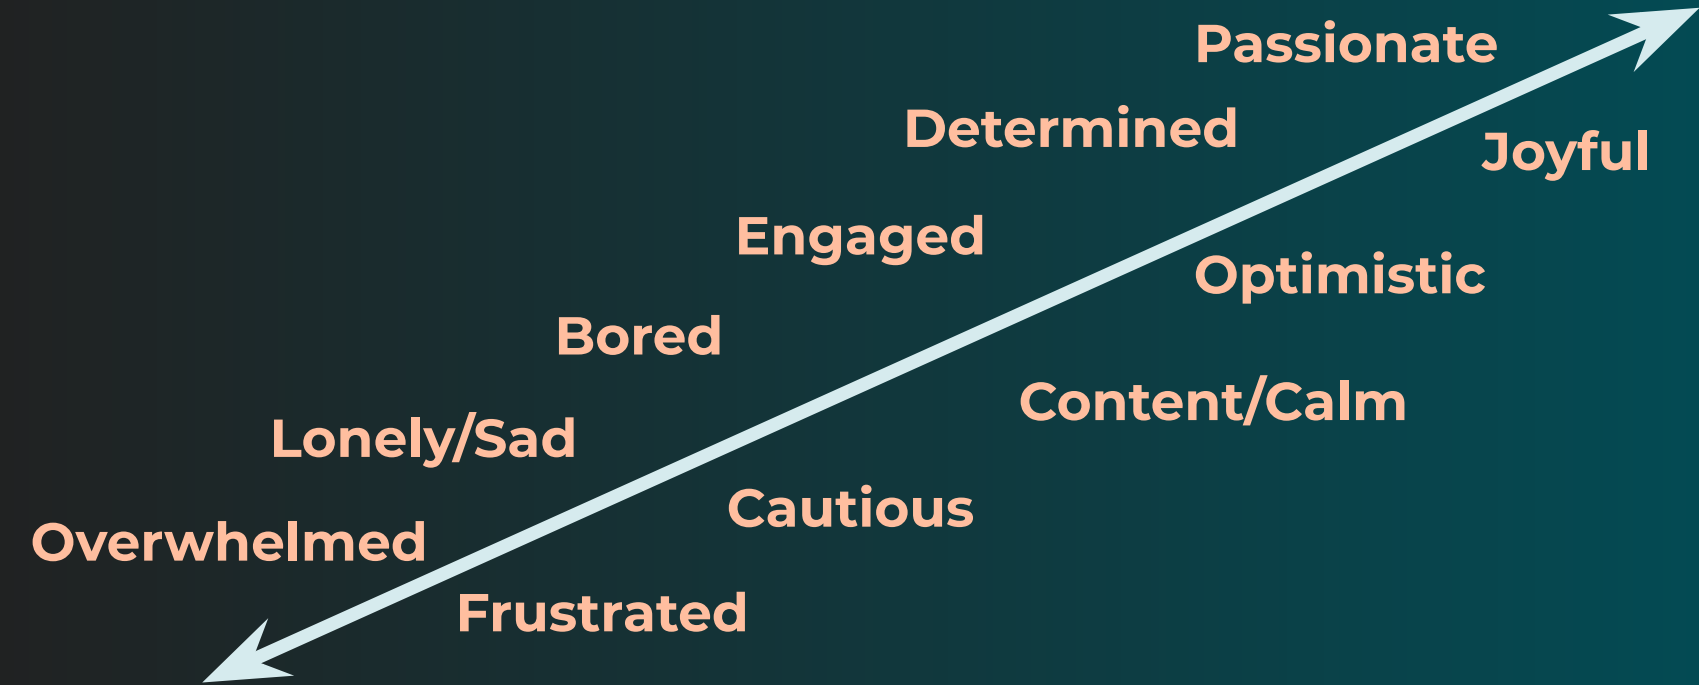 Passionate
Determined
Joyful
Engaged
Optimistic
Bored
Content/Calm
Lonely/Sad
Cautious
Overwhelmed
Frustrated